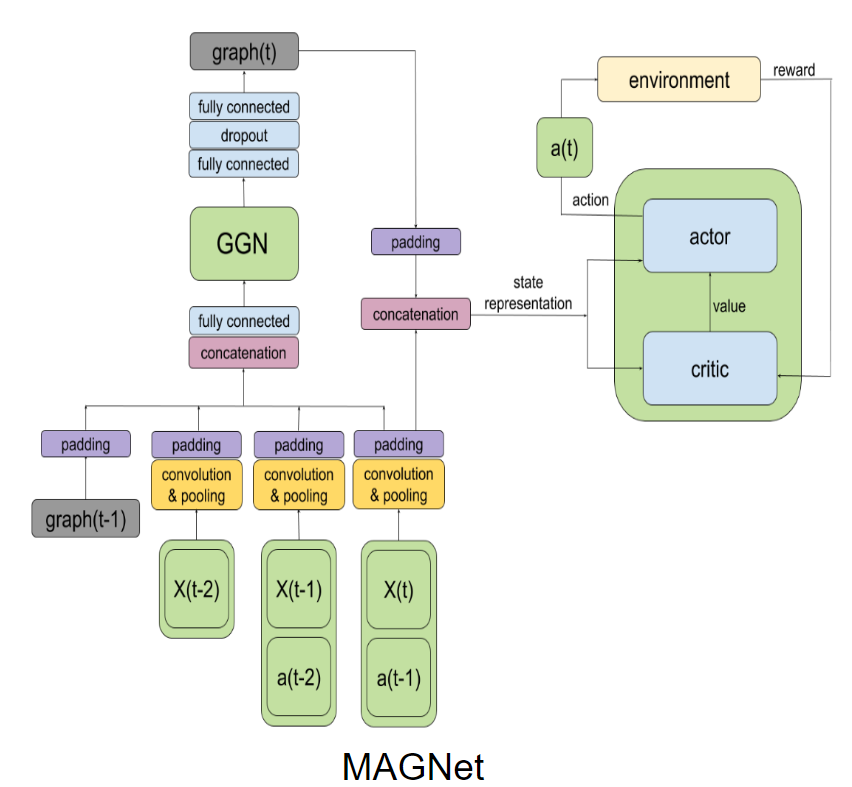 graph(t)
fully connected
dropout
fully connected
GGN
fully connected
concatenation
padding
graph(t-1)
padding
convolution
& pooling
X(t-2)
padding
convolution
& pooling
X(t-1)
a(t-2)
padding
convolution
& pooling
X(t)
a(t-1)
padding
concatenation
state
representation
environment
reward
a(t)
action
actor
value
critic
MAGNet